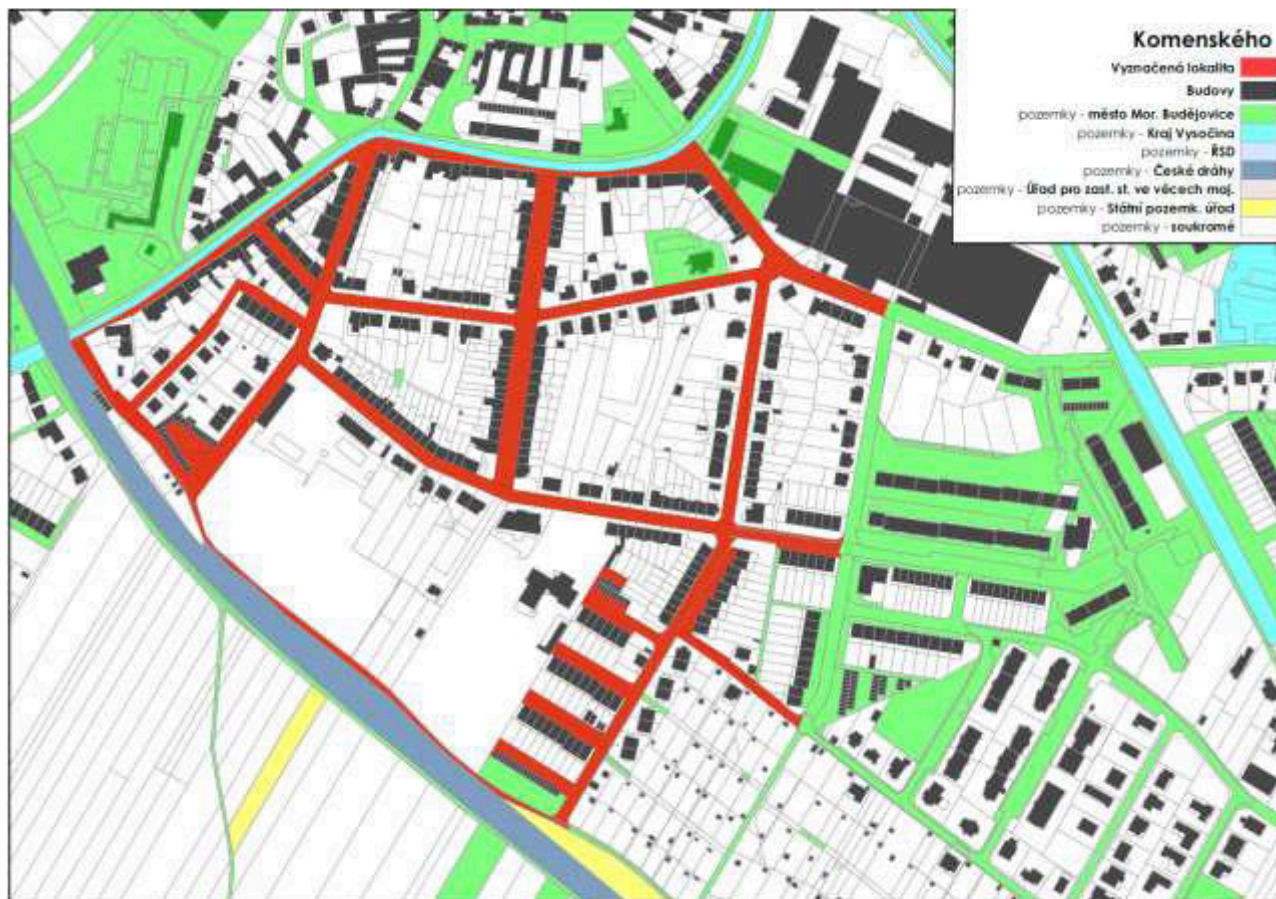 Komenského
Vyznačená lokalita
Budovy
pozemky - město Mor. Budějovice
pozemky - Kraj Vysočina
pozemky - ŘSD
pozemky - České dráhy
pozemky - Úřad pro zast. st. ve věcech maj.
pozemky - Státní pozemk. úřad
pozemky - soukromé